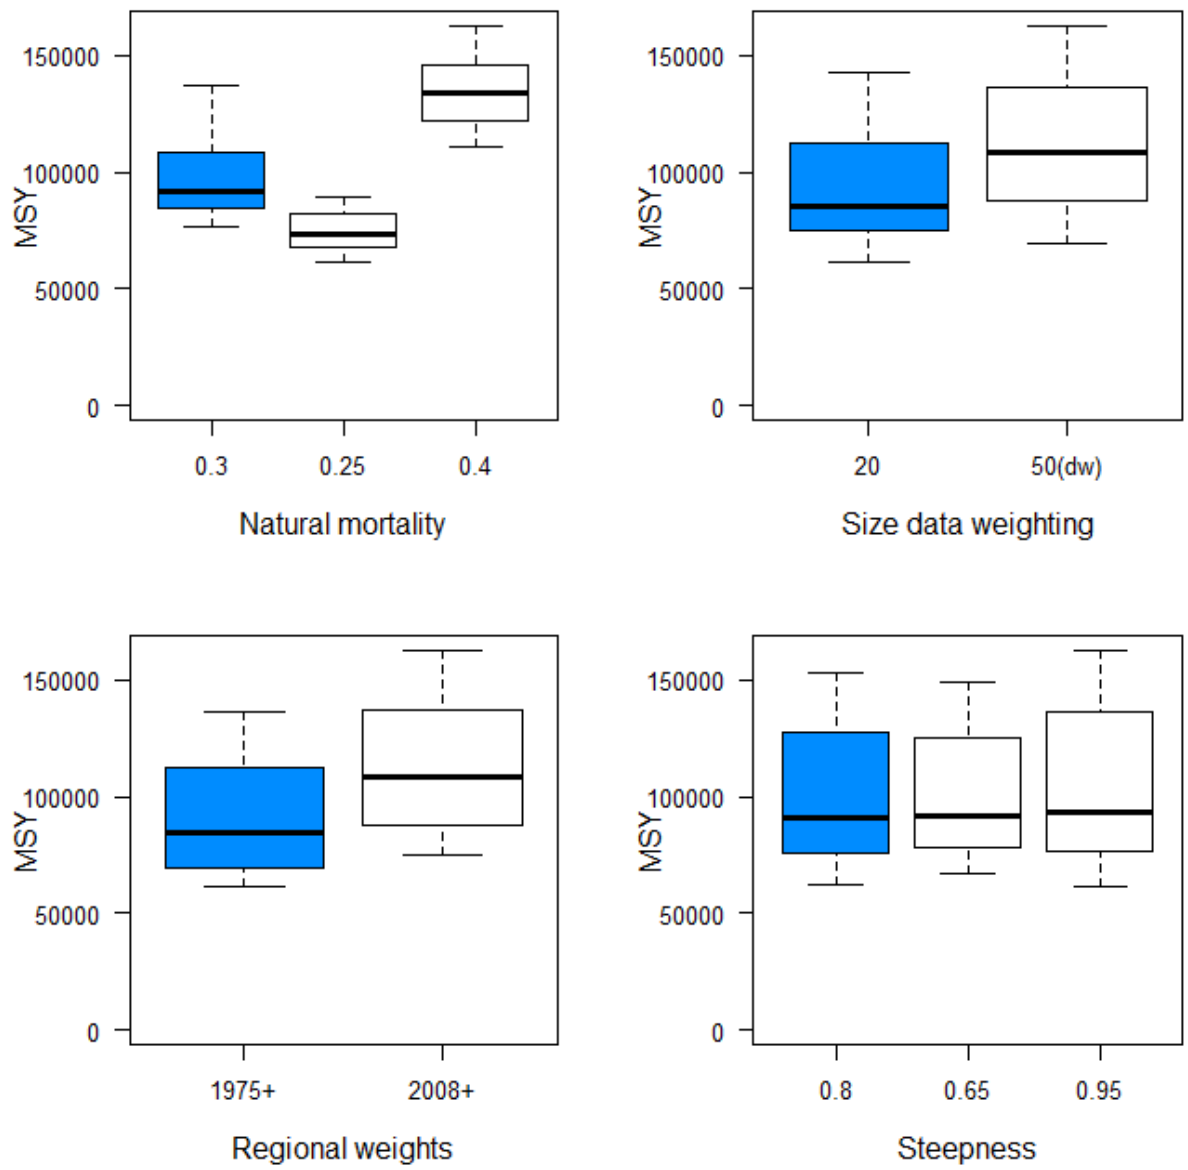 150000
100000
50000
0
MSY
0.3 0.25 0.4
Natural mortality
150000
100000
50000
0
MSY
20 50(dw)
Size data weighting
150000
100000
50000
0
MSY
1975+ 2008+
Regional weights
150000
100000
50000
0
MSY
0.8 0.65 0.95
Steepness